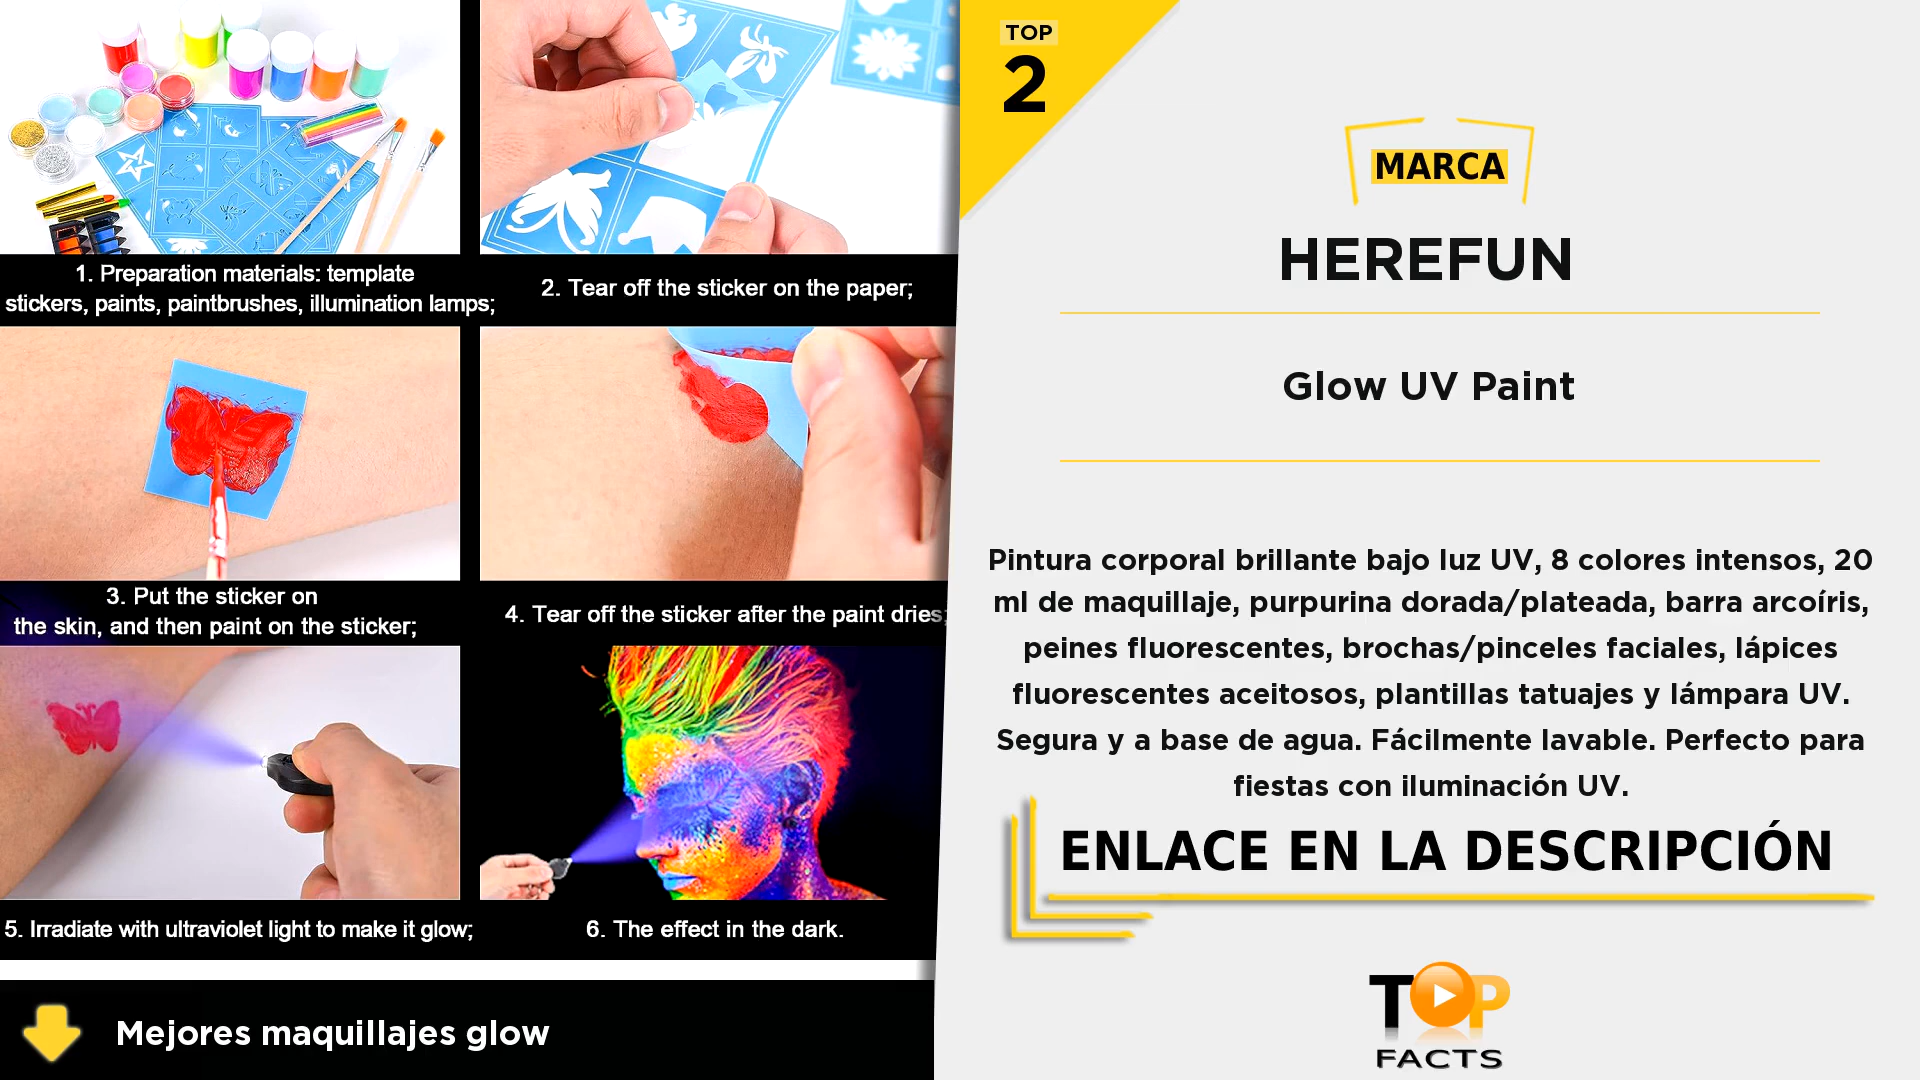 1. Preparation materials: template
stickers, paints, paintbrushes, illumination lamps;
2. Tear off the sticker on the paper;
3. Put the sticker on
the skin, and then paint on the sticker;
4. Tear off the sticker after the paint dries;
5. Irradiate with ultraviolet light to make it glow;
6. The effect in the dark.
Mejores maquillajes glow
TOP
2
MARCA
HEREFUN
Glow UV Paint
Pintura corporal brillante bajo luz UV, 8 colores intensos, 20
ml de maquillaje, purpurina dorada/plateada, barra arcoíris,
peines fluorescentes, brochas/pinceles faciales, lápices
fluorescentes aceitosos, plantillas tatuajes y lámpara UV.
Segura y a base de agua. Fácilmente lavable. Perfecto para
fiestas con iluminación UV.
ENLACE EN LA DESCRIPCIÓN
TOP
FACTS